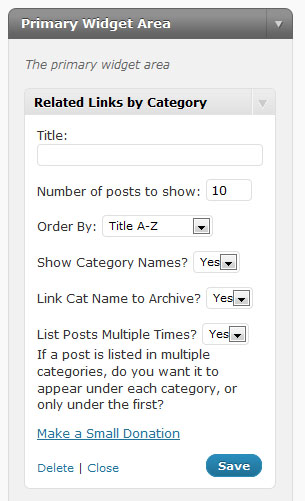 Primary Widget Area
The primary widget area
Related Links by Category
Title:
Number of posts to show: 10
Order By: Title A-Z
Show Category Names? Yes
Link Cat Name to Archive? Yes
List Posts Multiple Times? Yes
If a post is listed in multiple
categories, do you want it to
appear under each category, or
only under the first?
Make a Small Donation
Delete | Close Save